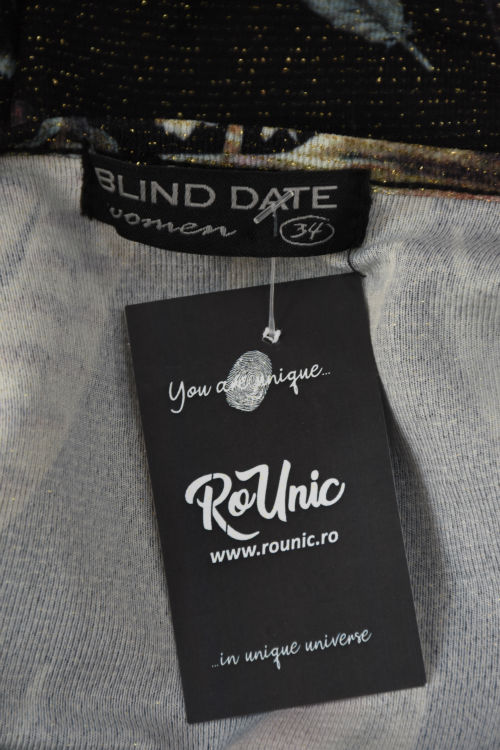 BLIND DATE
women 34
You are unique...
RoUnic
www.rounic.ro
...in unique universe